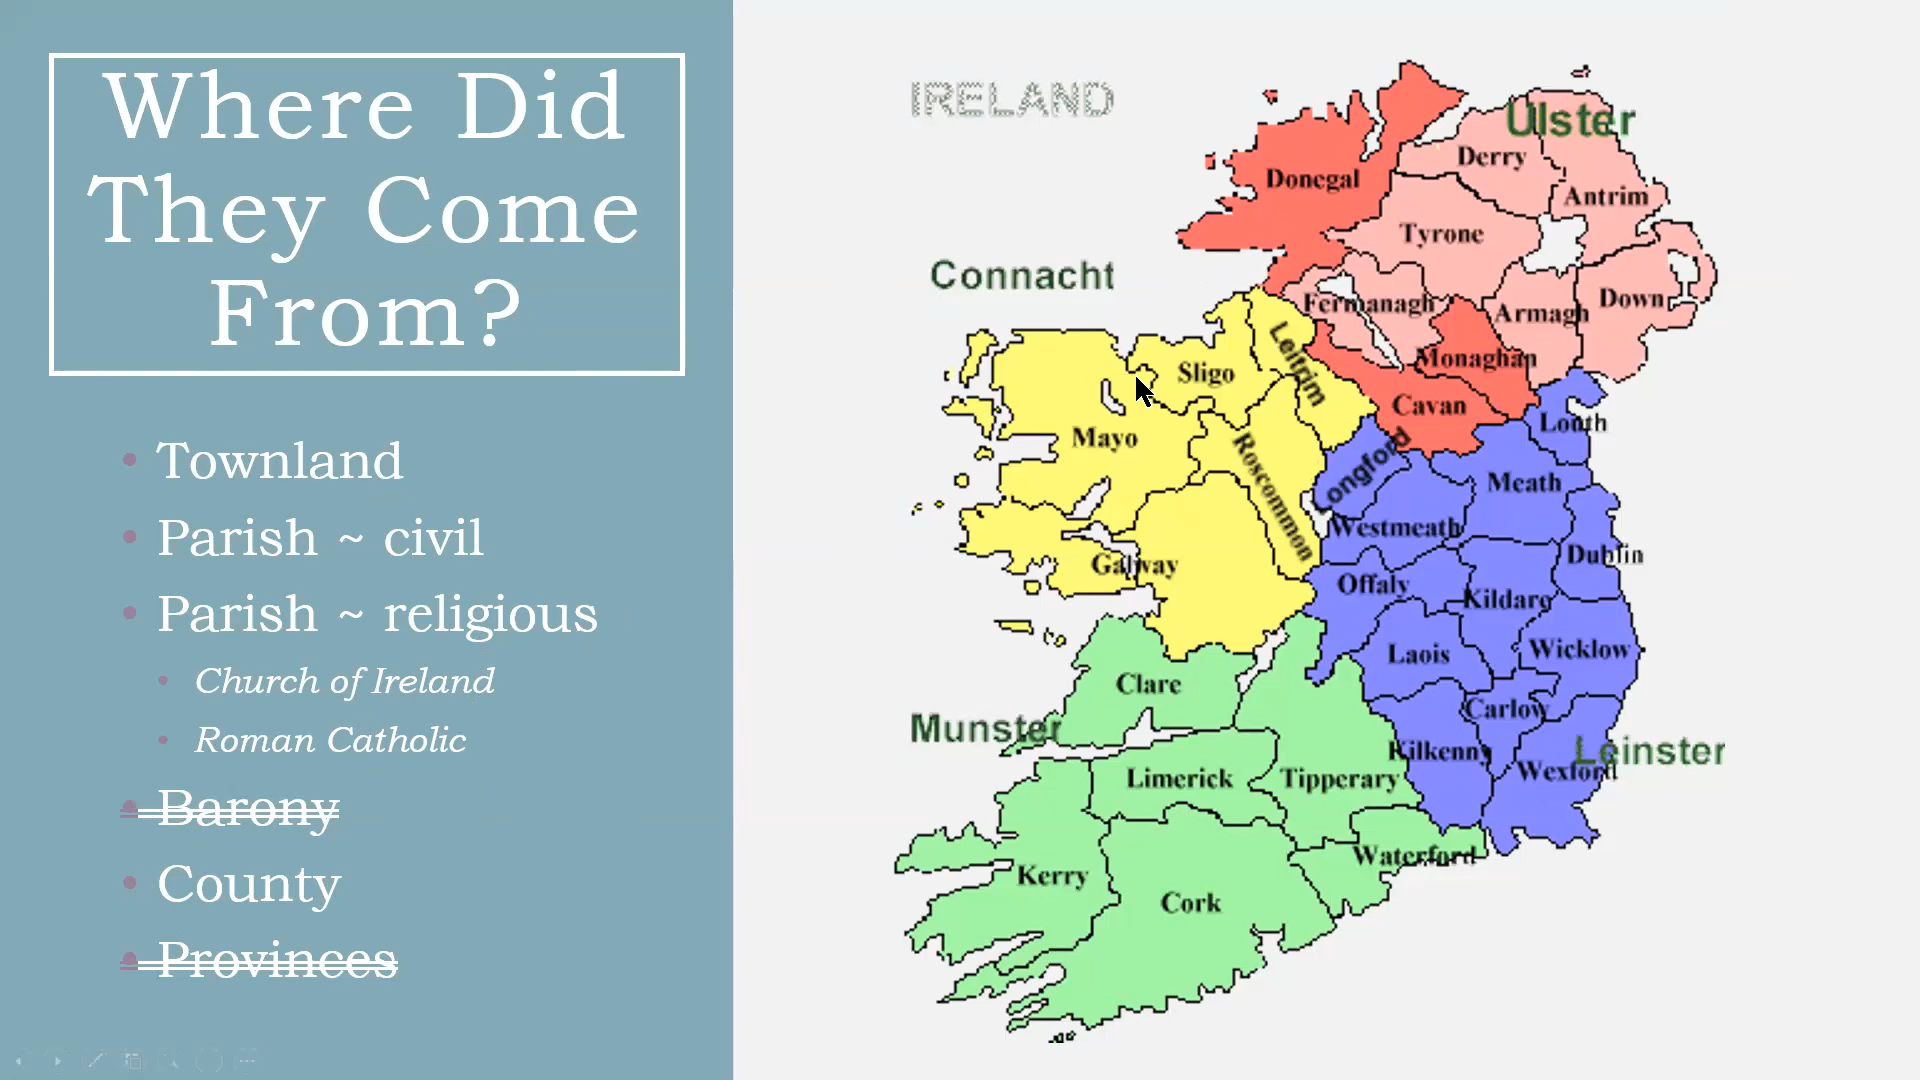 Where Did
They Come
From?
• Townland
• Parish ~ civil
• Parish ~ religious
• Church of Ireland
• Roman Catholic
• Barony
• County
• Provinces
IRELAND
Ulster
Derry
Donegal
Antrim
Tyrone
Connacht
Fermanagh
Armagh
Down
Leitrim
Sligo
Monaghan
Cavan
Louth
Mayo
Roscommon
Longford
Meath
Westmeath
Dublin
Galway
Offaly
Kildare
Laois
Wicklow
Clare
Carlow
Munster
Kilkenny
Leinster
Wexford
Limerick
Tipperary
Waterford
Kerry
Cork